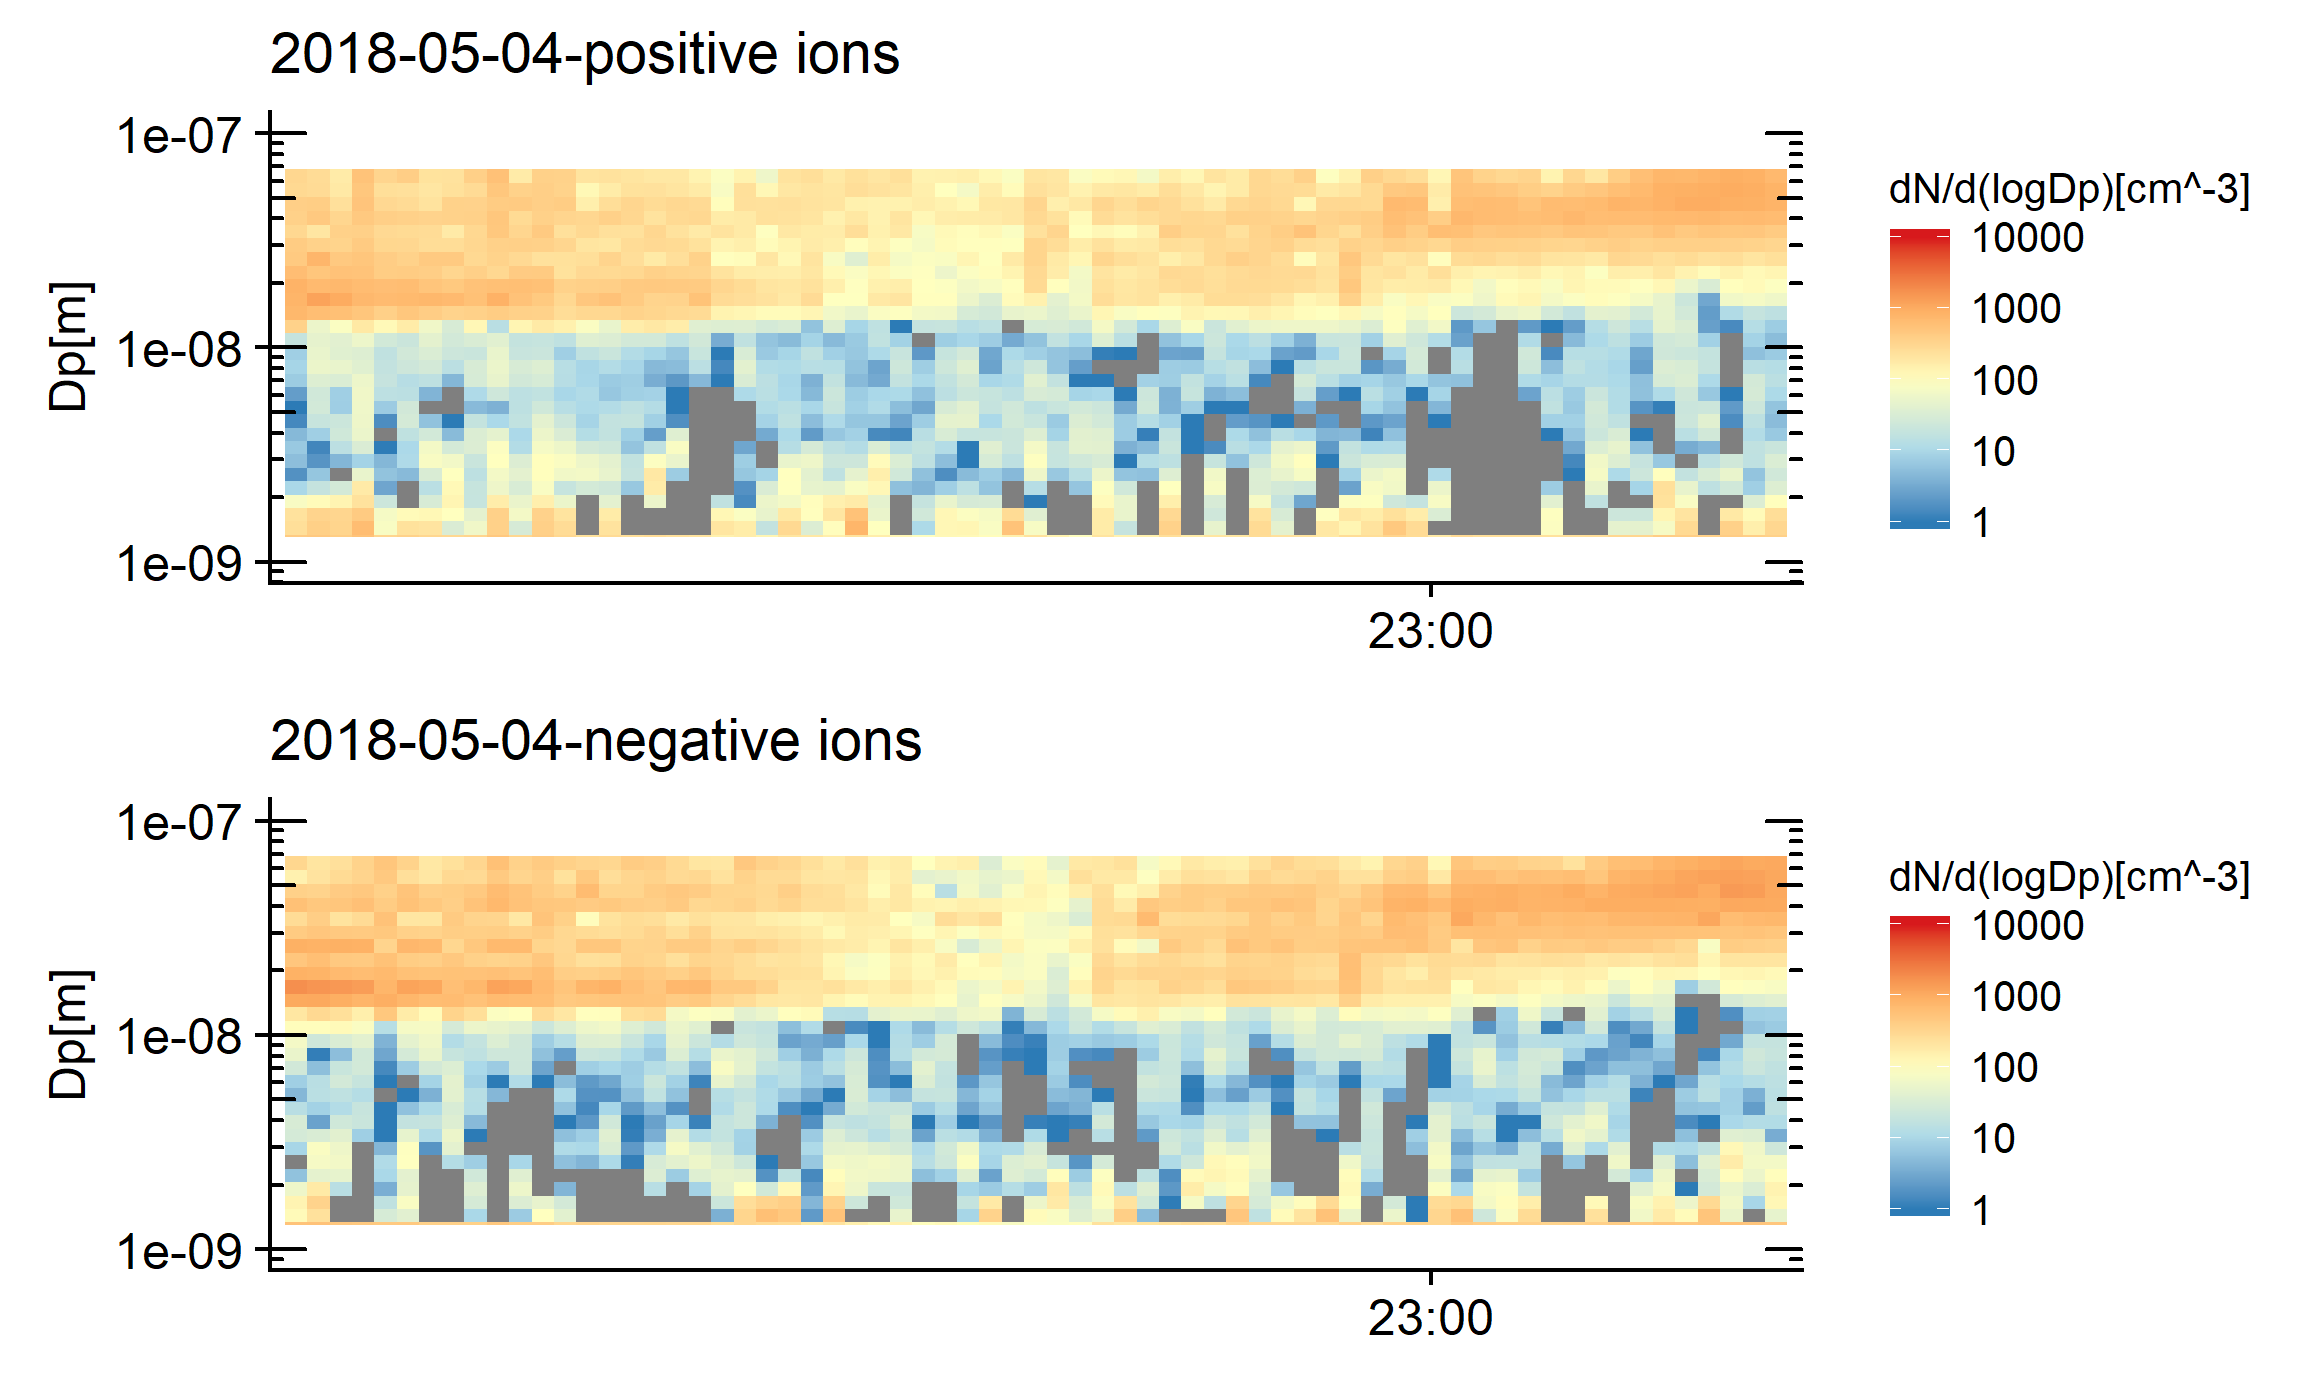 2018-05-04-positive ions
1e-07
1e-08
1e-09
Dp[m]
23:00
dN/d(logDp)[cm^-3]
10000
1000
100
10
1
2018-05-04-negative ions
1e-07
1e-08
1e-09
Dp[m]
23:00
dN/d(logDp)[cm^-3]
10000
1000
100
10
1